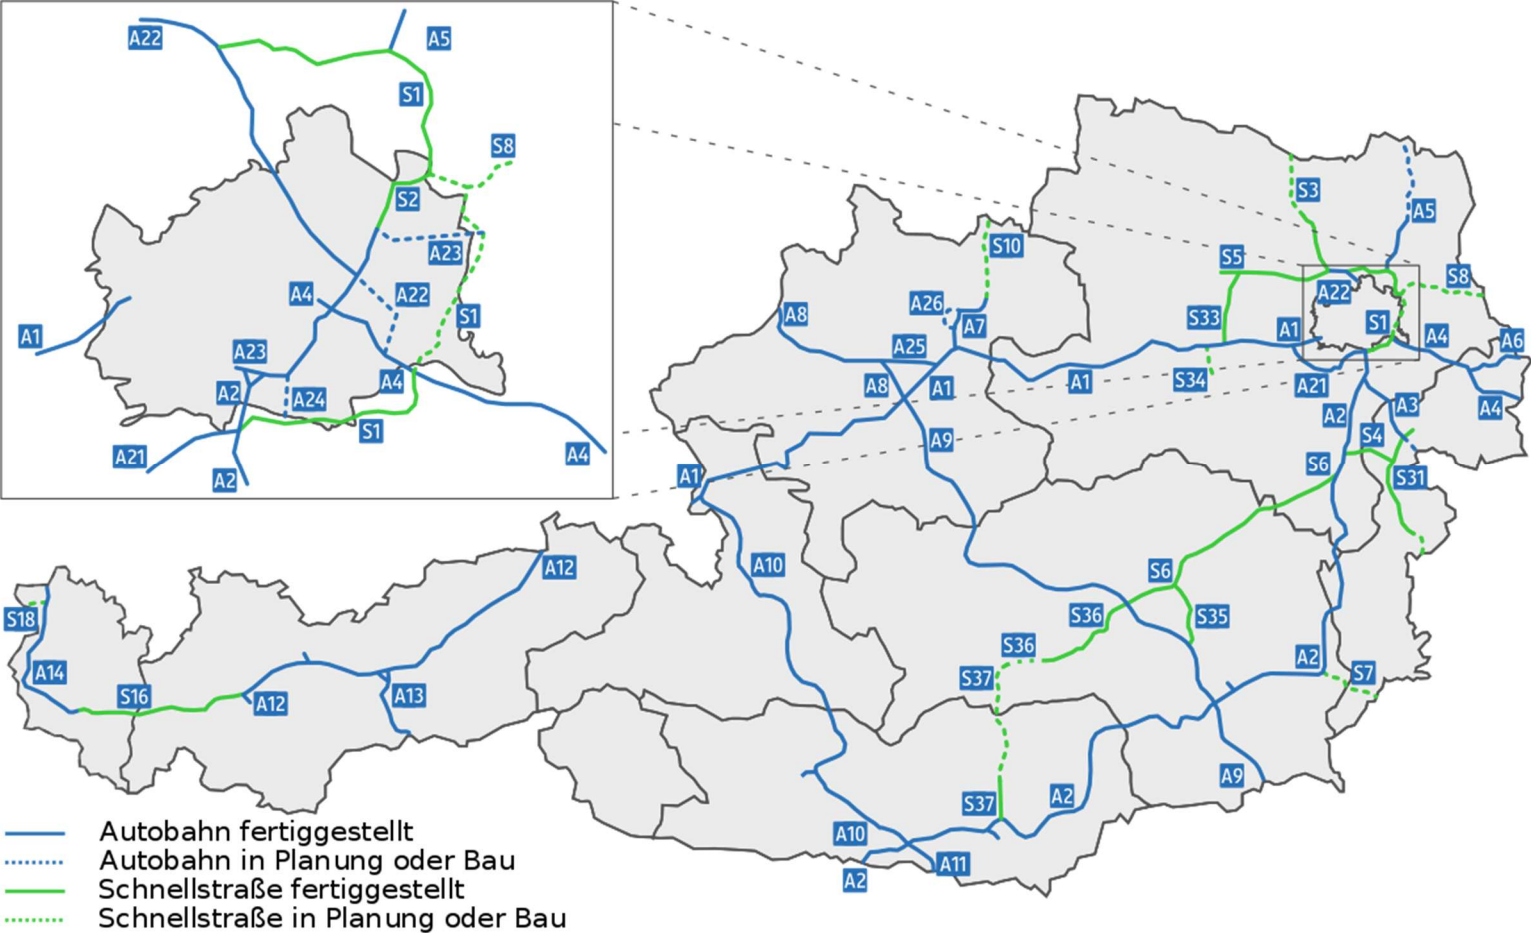 A22
A5
S1
S8
S2
A23
A4
A22
S1
A1
A23
A2
A24
A4
S1
A21
A2
A4
S3
A5
S10
S5
S8
A22
A8
A26
A7
S33
A1
S1
A4
A6
A25
A8
A1
A1
S34
A21
A4
A2
A3
A9
S4
S6
S31
A1
A10
A12
S6
S18
S36
S35
S36
A14
S37
A2
S7
S16
A12
A13
A9
S37
A2
A10
A11
A2
Autobahn fertiggestellt
Autobahn in Planung oder Bau
Schnellstraße fertiggestellt
Schnellstraße in Planung oder Bau